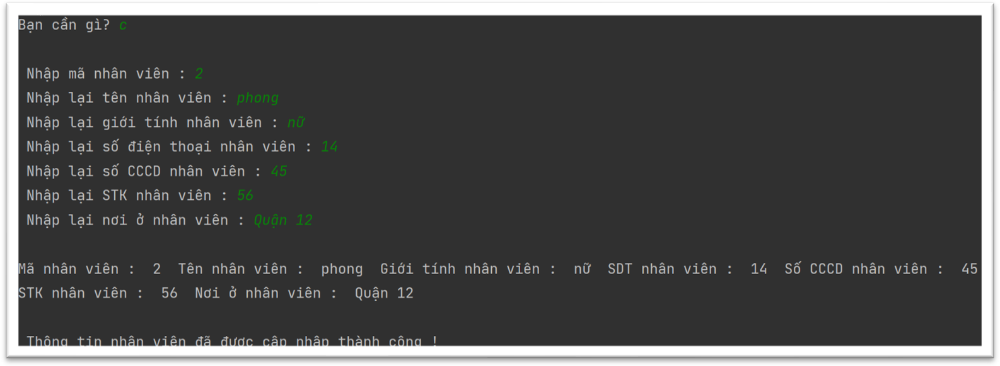 Bạn cần gì? c
Nhập mã nhân viên : 2
Nhập lại tên nhân viên : phong
Nhập lại giới tính nhân viên : nữ
Nhập lại số điện thoại nhân viên : 14
Nhập lại số CCCD nhân viên : 45
Nhập lại STK nhân viên : 56
Nhập lại nơi ở nhân viên : Quận 12
Mã nhân viên :  2  Tên nhân viên :  phong  Giới tính nhân viên :  nữ  SDT nhân viên :  14  Số CCCD nhân viên :  45
STK nhân viên :  56  Nơi ở nhân viên :  Quận 12
Thông tin nhân viên đã được cập nhập thành công !